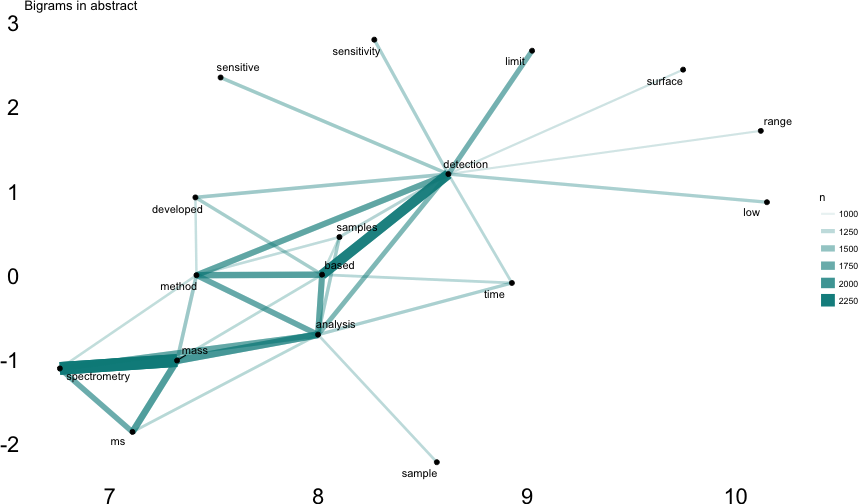 Bigrams in abstract
3
sensitivity
limit
sensitive
surface
2
range
detection
1
developed
low
samples
n
1000
1250
1500
1750
2000
2250
based
0
method
time
analysis
mass
-1
spectrometry
ms
-2
sample
7
8
9
10